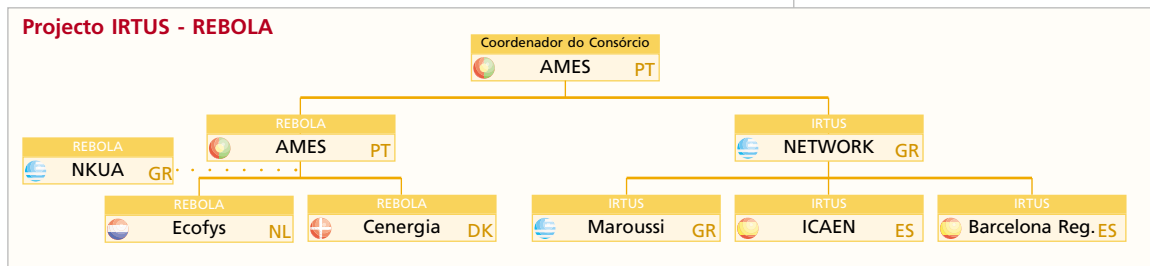 Projecto IRTUS - REBOLA
Coordenador do Consórcio
AMES PT
REBOLA
AMES PT
IRTUS
NETWORK GR
REBOLA
NKUA GR
REBOLA
Ecofys NL
REBOLA
Cenergia DK
IRTUS
Maroussi GR
IRTUS
ICAEN ES
IRTUS
Barcelona Reg. ES